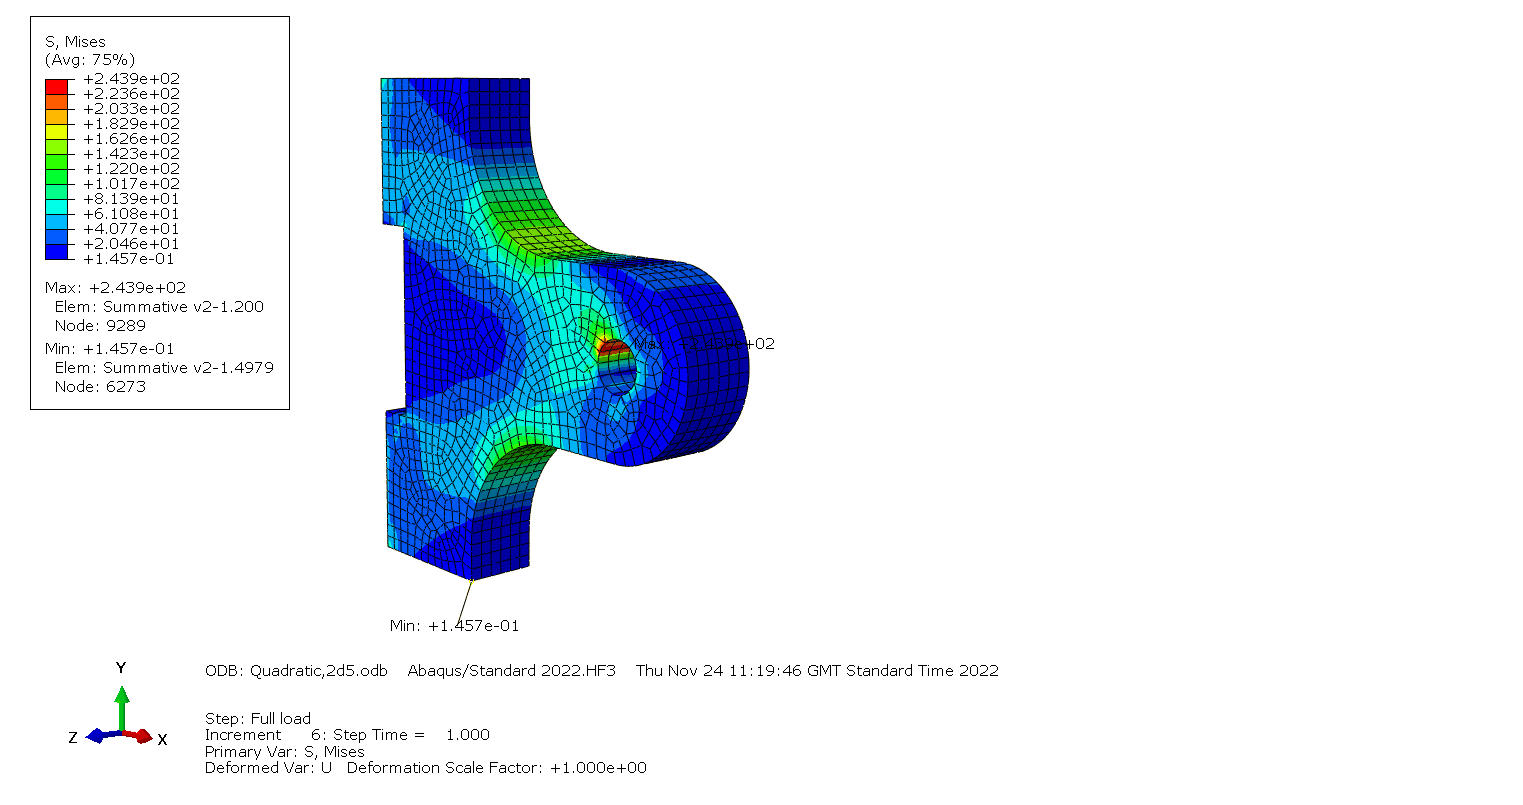 S, Mises
(Avg: 75%)
+2.439e+02
+2.236e+02
+2.033e+02
+1.829e+02
+1.626e+02
+1.423e+02
+1.220e+02
+1.017e+02
+8.139e+01
+6.108e+01
+4.077e+01
+2.046e+01
+1.457e-01
Max: +2.439e+02
Elem: Summative v2-1.200
Node: 9289
Min: +1.457e-01
Elem: Summative v2-1.4979
Node: 6273
Max: +2.439e+02
Min: +1.457e-01
Y
Z
X
ODB: Quadratic,2d5.odb Abaqus/Standard 2022.HF3 Thu Nov 24 11:19:46 GMT Standard Time 2022
Step: Full load
Increment 6: Step Time = 1.000
Primary Var: S, Mises
Deformed Var: U Deformation Scale Factor: +1.000e+00